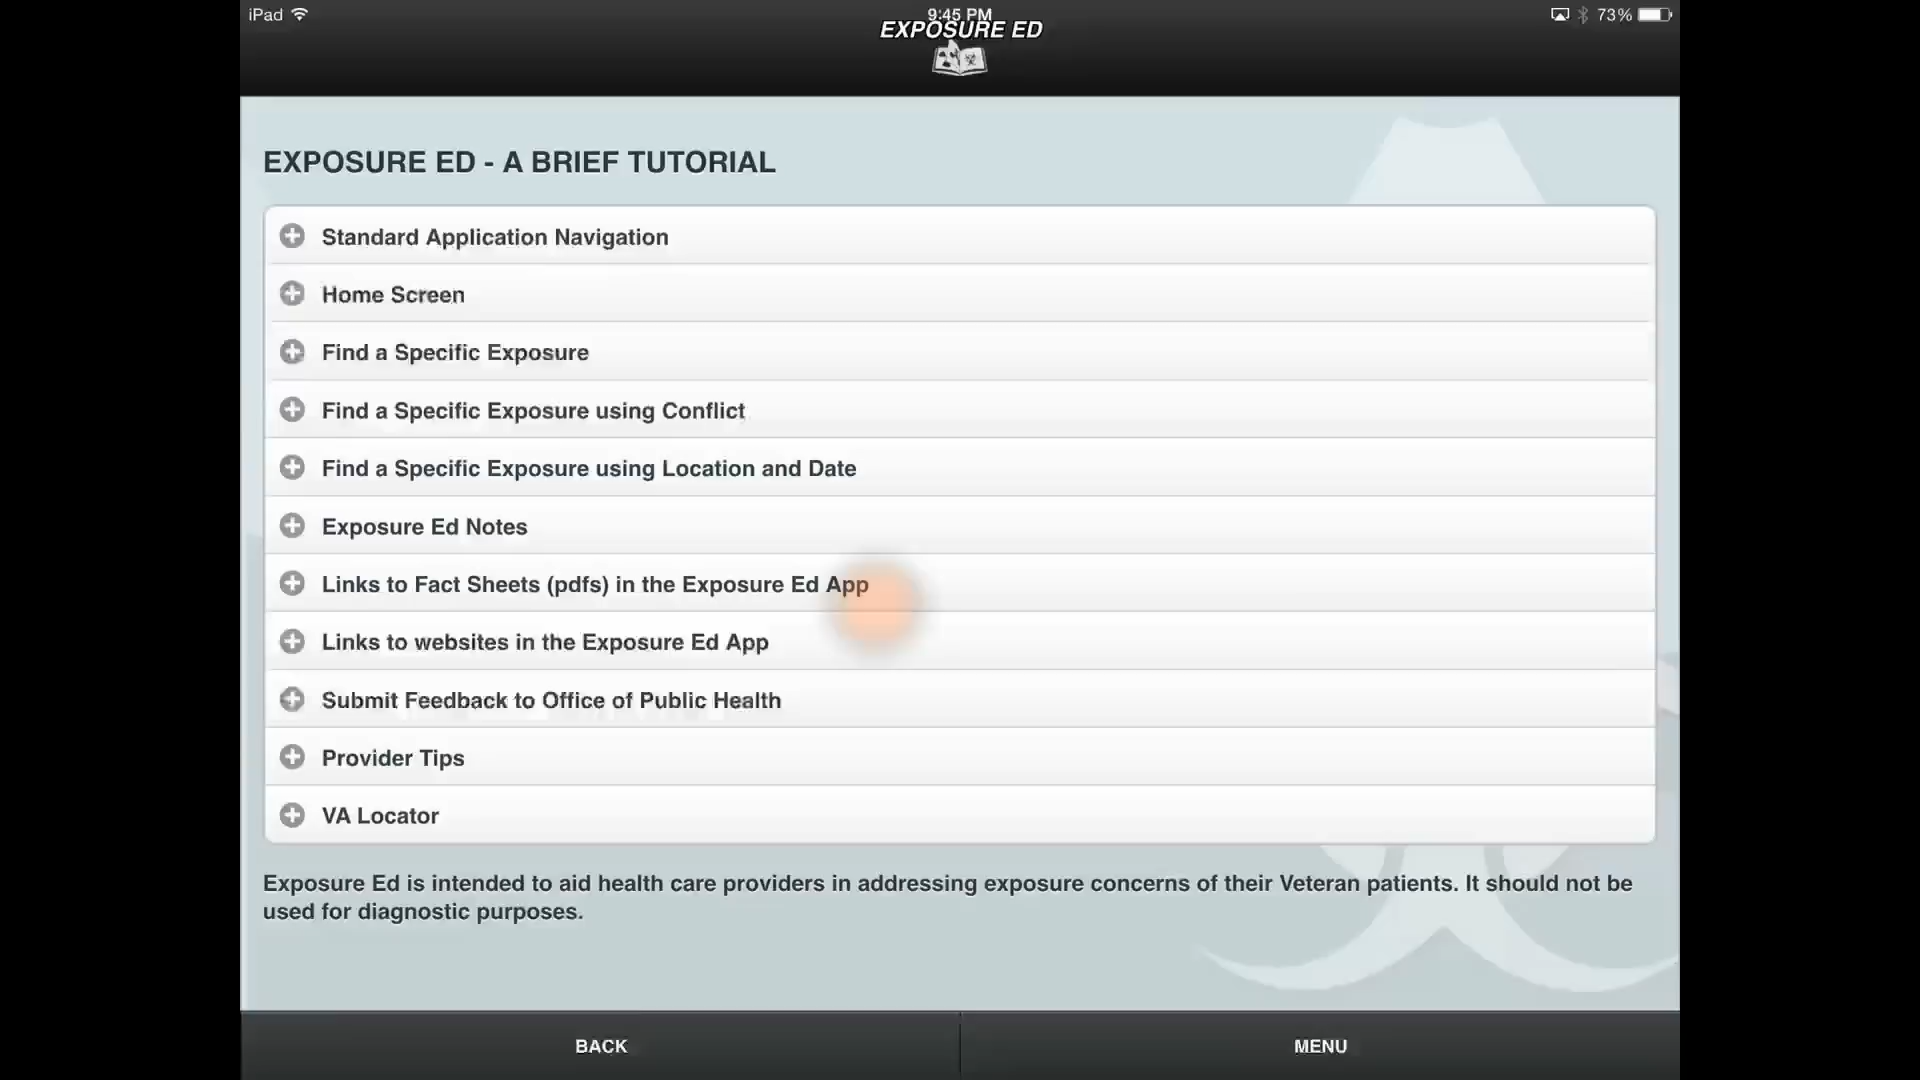 iPad
9:45 PM
73%
EXPOSURE ED
EXPOSURE ED - A BRIEF TUTORIAL
Standard Application Navigation
Home Screen
Find a Specific Exposure
Find a Specific Exposure using Conflict
Find a Specific Exposure using Location and Date
Exposure Ed Notes
Links to Fact Sheets (pdfs) in the Exposure Ed App
Links to websites in the Exposure Ed App
Submit Feedback to Office of Public Health
Provider Tips
VA Locator
Exposure Ed is intended to aid health care providers in addressing exposure concerns of their Veteran patients. It should not be
used for diagnostic purposes.
BACK
MENU